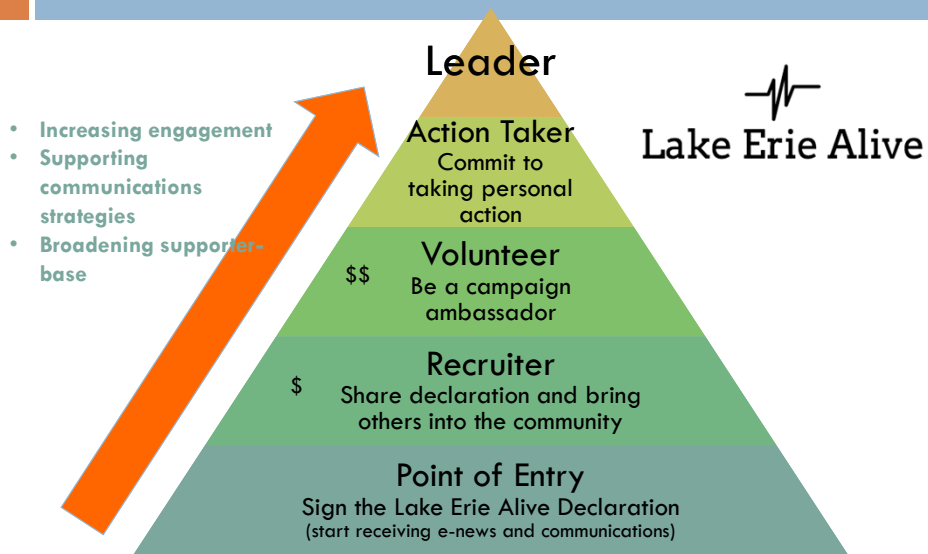 Leader
Lake Erie Alive
• Increasing engagement
• Supporting
communications
strategies
• Broadening supporter-
base
Action Taker
Commit to
taking personal
action
$$
Volunteer
Be a campaign
ambassador
$
Recruiter
Share declaration and bring
others into the community
Point of Entry
Sign the Lake Erie Alive Declaration
(start receiving e-news and communications)